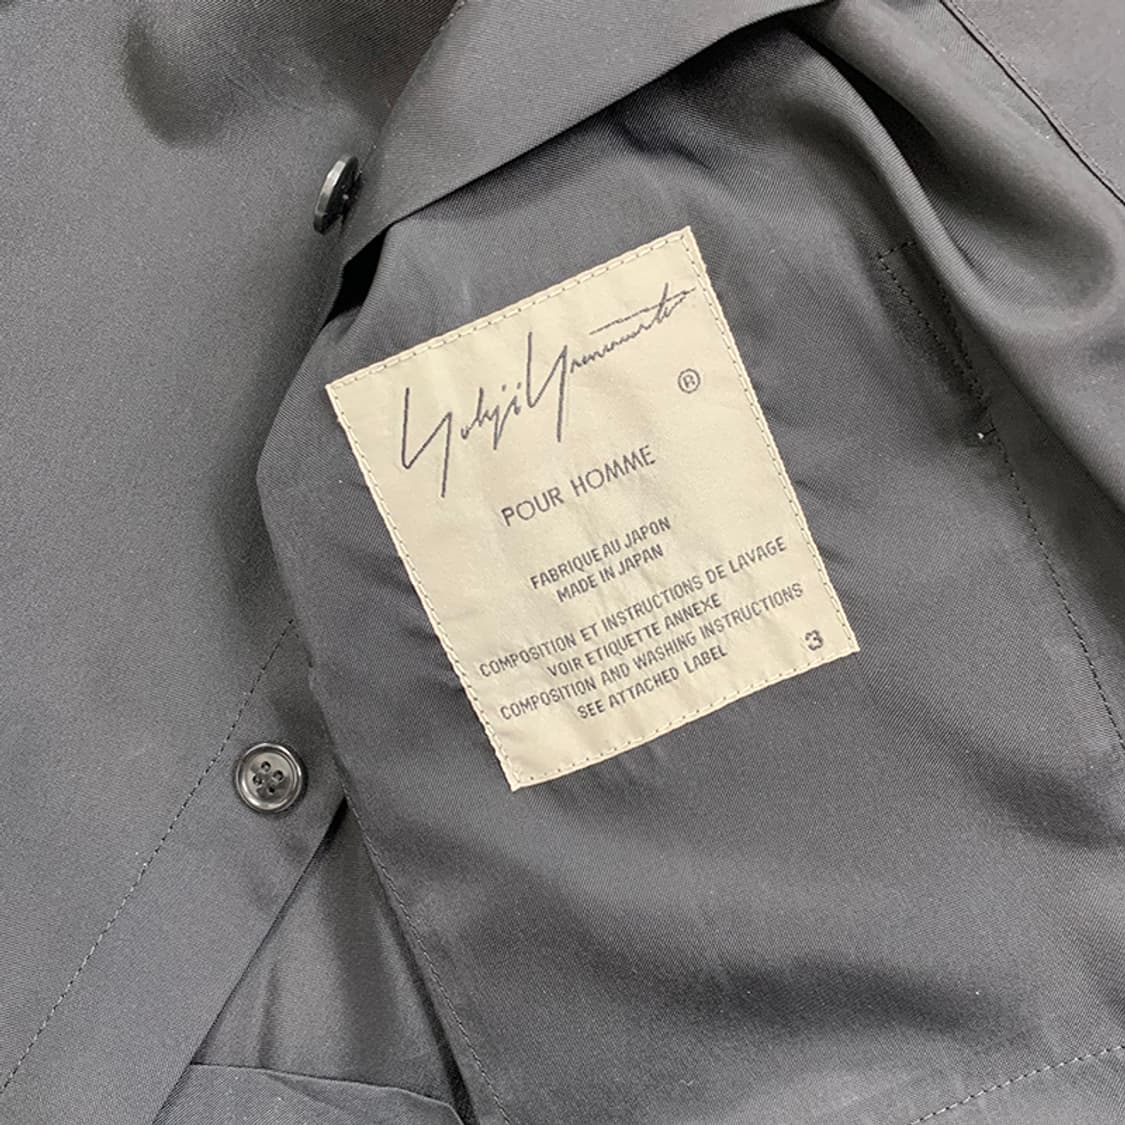 Yohji Yamamoto
®
POUR HOMME
FABRIQUE AU JAPON
MADE IN JAPAN
COMPOSITION ET INSTRUCTIONS DE LAVAGE
VOIR ETIQUETTE ANNEXE
COMPOSITION AND WASHING INSTRUCTIONS
SEE ATTACHED LABEL
3